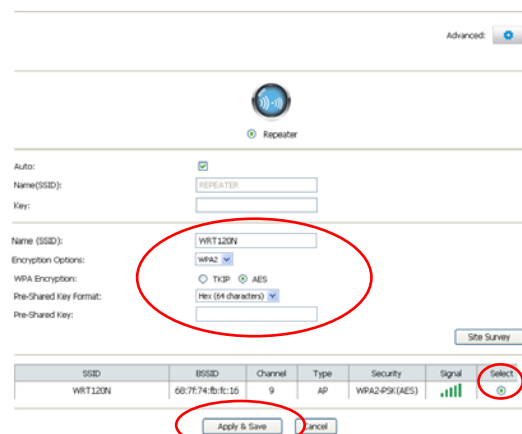 Advanced:
Repeater
Auto:
Name(SSID): REPEATER
Key:
Name (SSID): WRT120N
Encryption Options: WPA2
WPA Encryption: TKIP AES
Pre-Shared Key Format: Hex (64 characters)
Pre-Shared Key:
Site Survey
SSID BSSID Channel Type Security Signal Select
WRT120N 68:7f:74:fb:fc:16 9 AP WPA2-PSK(AES)
Apply & Save Cancel